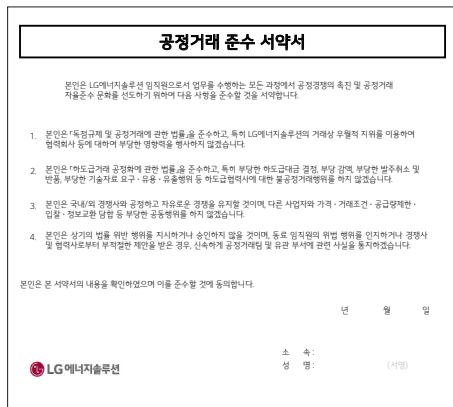 공정거래 준수 서약서
본인은 LG에너지솔루션 임직원으로서 업무를 수행하는 모든 과정에서 공정경쟁의 촉진 및 공정거래
자율준수 문화를 선도하기 위하여 다음 사항을 준수할 것을 서약합니다.
1. 본인은 「독점규제 및 공정거래에 관한 법률」을 준수하고, 특히 LG에너지솔루션의 거래상 우월적 지위를 이용하여
협력회사 등에 대하여 부당한 영향력을 행사하지 않겠습니다.
2. 본인은 「하도급거래 공정화에 관한 법률」을 준수하고, 특히 부당한 하도급대금 결정, 부당 감액, 부당한 발주취소 및
반품, 부당한 기술자료 요구·유용·유출행위 등 하도급협력사에 대한 불공정거래행위를 하지 않겠습니다.
3. 본인은 국내/외 경쟁사와 공정하고 자유로운 경쟁을 유지할 것이며, 다른 사업자와 가격·거래조건·공급량제한·
입찰·정보교환 담합 등 부당한 공동행위를 하지 않겠습니다.
4. 본인은 상기의 법률 위반 행위를 지시하거나 승인하지 않을 것이며, 동료 임직원의 위법 행위를 인지하거나 경쟁사
및 협력사로부터 부적절한 제안을 받은 경우, 신속하게 공정거래팀 및 유관 부서에 관련 사실을 통지하겠습니다.
본인은 본 서약서의 내용을 확인하였으며 이를 준수할 것에 동의합니다.
년 월 일
소 속:
성 명: (서명)
LG에너지솔루션